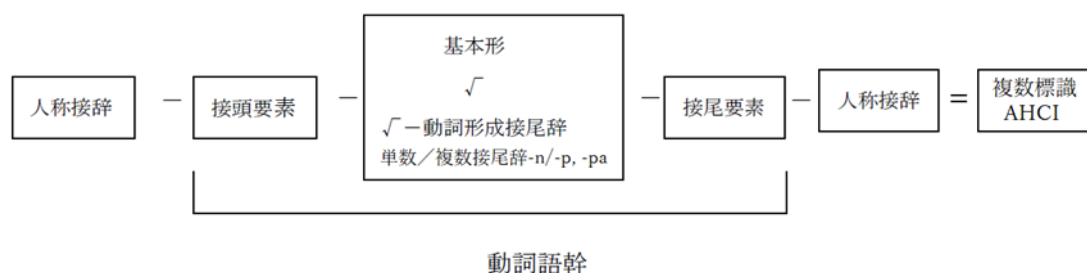 人称接辞 － 接頭要素 － 基本形 － 接尾要素 － 人称接辞 ＝ 複数標識
AHCI
√
√－動詞形成接尾辞
単数／複数接尾辞-n/-p, -pa
動詞語幹